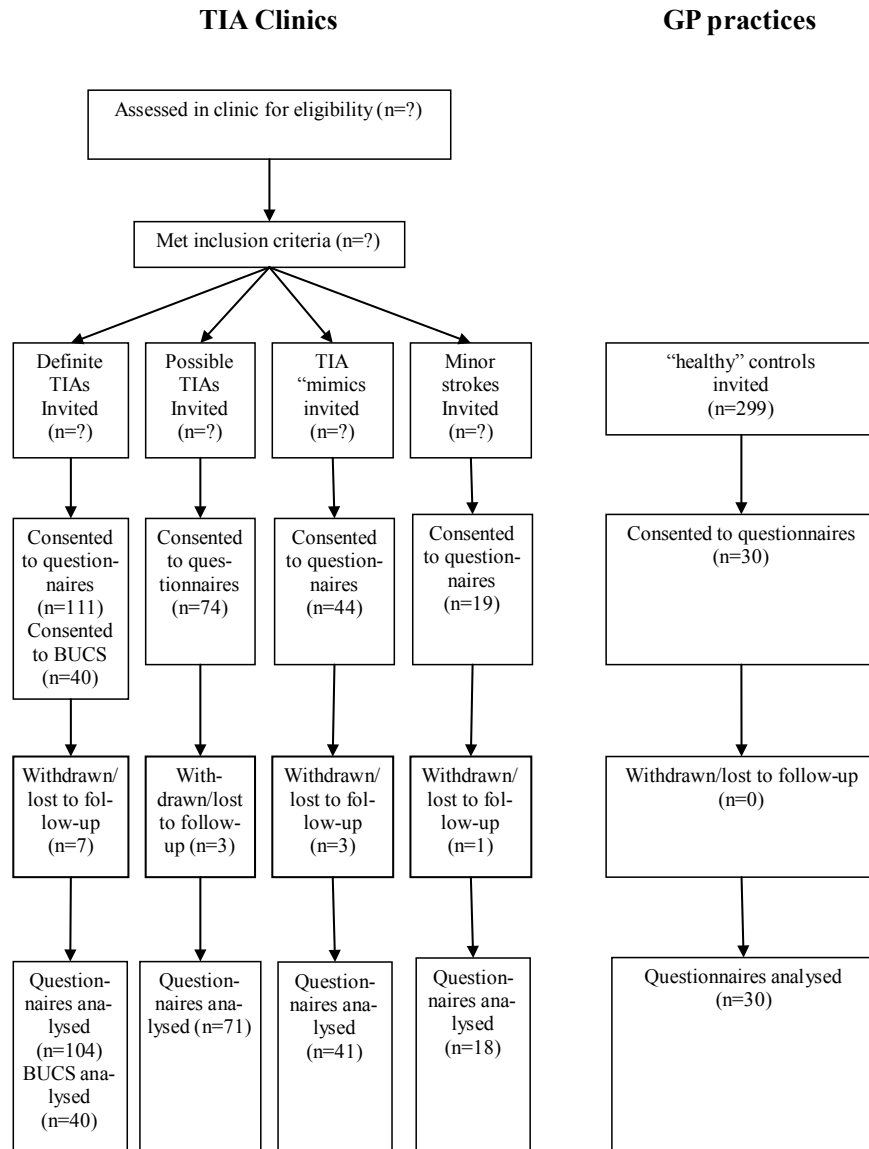 TIA Clinics
GP practices
Assessed in clinic for eligibility (n=?)
Met inclusion criteria (n=?)
Definite
TIAs
Invited
(n=?)
Possible
TIAs
Invited
(n=?)
TIA
“mimics
invited
(n=?)
Minor
strokes
Invited
(n=?)
“healthy” controls
invited
(n=299)
Consented
to question-
naires
(n=111)
Consented
to BUCS
(n=40)
Consented
to ques-
tionnaires
(n=74)
Consented
to question-
naires
(n=44)
Consented
to question-
naires
(n=19)
Consented to questionnaires
(n=30)
Withdrawn/
lost to fol-
low-up
(n=7)
With-
drawn/lost
to follow-
up (n=3)
Withdrawn/
lost to fol-
low-up
(n=3)
Withdrawn/
lost to fol-
low-up
(n=1)
Withdrawn/lost to follow-up
(n=0)
Question-
naires ana-
lysed
(n=104)
BUCS ana-
lysed
(n=40)
Question-
naires ana-
lysed (n=71)
Question-
naires ana-
lysed
(n=41)
Question-
naires ana-
lysed
(n=18)
Questionnaires analysed
(n=30)